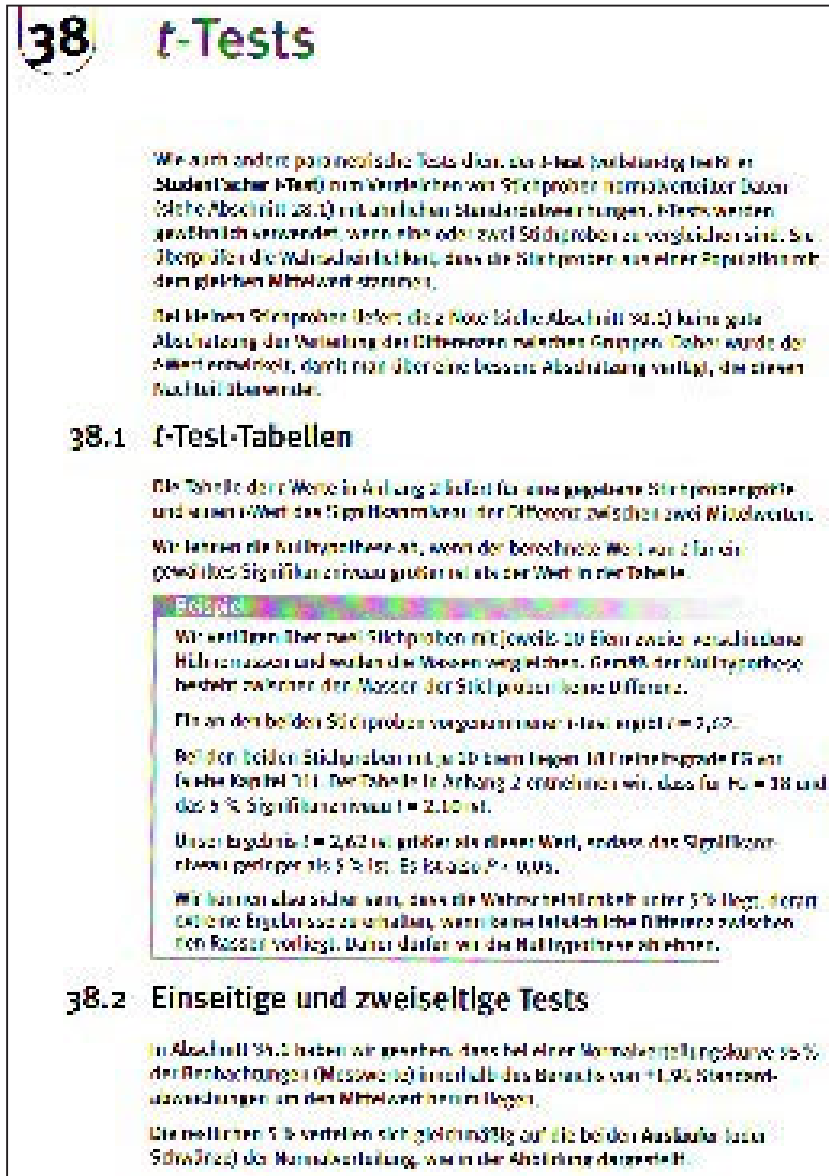 38 t-Tests
Wie auch andere parametrische Tests dient der t-Test (vollständig heißt er
Student'scher t-Test) zum Vergleichen von Stichproben normalverteilter Daten
(siehe Abschnitt 28.1) mit ähnlichen Standardabweichungen. t-Tests werden
gewöhnlich verwendet, wenn eine oder zwei Stichproben zu vergleichen sind. Sie
überprüfen die Wahrscheinlichkeit, dass die Stichproben aus einer Population mit
dem gleichen Mittelwert stammen.
Bei kleinen Stichproben liefert die z-Note (siehe Abschnitt 30.1) keine gute
Abschätzung der Verteilung der Differenzen zwischen Gruppen. Daher wurde der
t-Wert entwickelt, damit man über eine bessere Abschätzung verfügt, die diesen
Nachteil überwindet.
38.1 t-Test-Tabellen
Die Tabelle der t-Werte in Anhang 2 liefert für eine gegebene Stichprobengröße
und einen t-Wert das Signifikanzniveau der Differenz zwischen zwei Mittelwerten.
Wir lehnen die Nullhypothese ab, wenn der berechnete Wert von t für ein
gewähltes Signifikanzniveau größer ist als der Wert in der Tabelle.
Beispiel
Wir verfügen über zwei Stichproben mit jeweils 10 Eiern zweier verschiedener
Hühnerrassen und wollen die Massen vergleichen. Gemäß der Nullhypothese
besteht zwischen den Massen der Stichproben keine Differenz.
Ein an den beiden Stichproben vorgenommener t-Test ergibt t = 2,62.
Bei den beiden Stichproben mit je 10 Eiern liegen 18 Freiheitsgrade FG vor
(siehe Kapitel 31). Der Tabelle in Anhang 2 entnehmen wir, dass für FG = 18 und
das 5 % Signifikanzniveau t = 2,10 ist.
Unser Ergebnis t = 2,62 ist größer als dieser Wert, sodass das Signifikanz-
niveau geringer als 5 % ist. Es ist also P < 0,05.
Wir können also sicher sein, dass die Wahrscheinlichkeit unter 5 % liegt, derart
extreme Ergebnisse zu erhalten, wenn keine tatsächliche Differenz zwischen
den Rassen vorliegt. Daher dürfen wir die Nullhypothese ablehnen.
38.2 Einseitige und zweiseitige Tests
In Abschnitt haben wir gesehen, dass bei einer Normalverteilungskurve 95 %
der Beobachtungen (Messwerte) innerhalb des Bereichs von ±1,96 Standard-
abweichungen um den Mittelwert herum liegen.
Die restlichen 5 % verteilen sich gleichmäßig auf die beiden Ausläufer (oder
Schwänze) der Normalverteilung, wie in der Abbildung dargestellt.